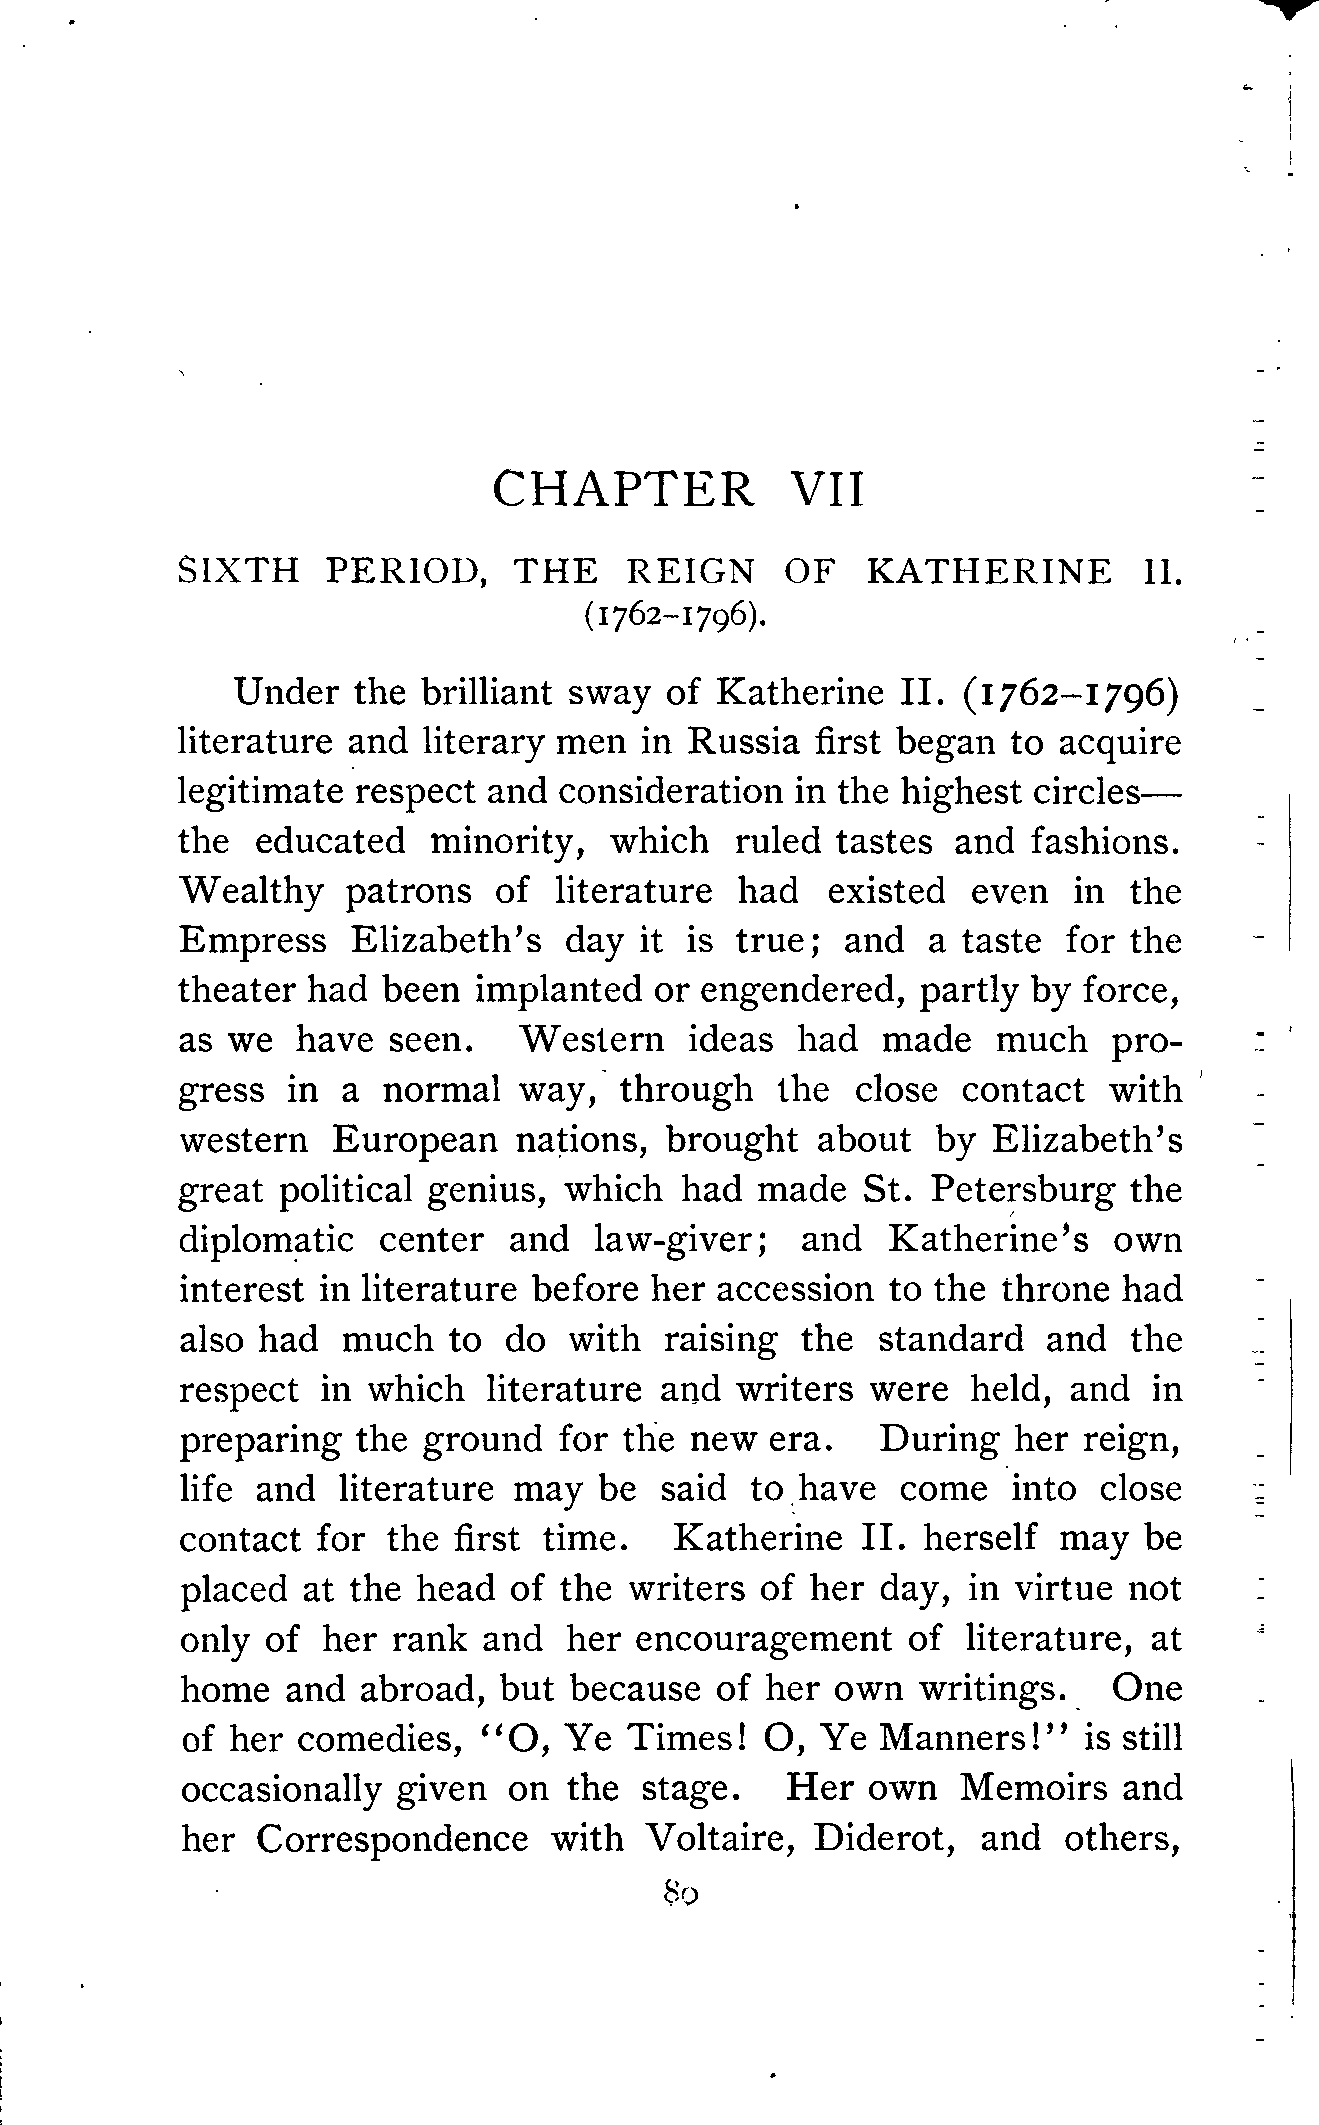 CHAPTER VII
SIXTH PERIOD, THE REIGN OF KATHERINE II.
(1762-1796).
Under the brilliant sway of Katherine II. (1762-1796)
literature and literary men in Russia first began to acquire
legitimate respect and consideration in the highest circles—
the educated minority, which ruled tastes and fashions.
Wealthy patrons of literature had existed even in the
Empress Elizabeth's day it is true; and a taste for the
theater had been implanted or engendered, partly by force,
as we have seen. Western ideas had made much pro-
gress in a normal way, through the close contact with
western European nations, brought about by Elizabeth's
great political genius, which had made St. Petersburg the
diplomatic center and law-giver; and Katherine's own
interest in literature before her accession to the throne had
also had much to do with raising the standard and the
respect in which literature and writers were held, and in
preparing the ground for the new era. During her reign,
life and literature may be said to have come into close
contact for the first time. Katherine II. herself may be
placed at the head of the writers of her day, in virtue not
only of her rank and her encouragement of literature, at
home and abroad, but because of her own writings. One
of her comedies, "O, Ye Times! O, Ye Manners!" is still
occasionally given on the stage. Her own Memoirs and
her Correspondence with Voltaire, Diderot, and others,
80